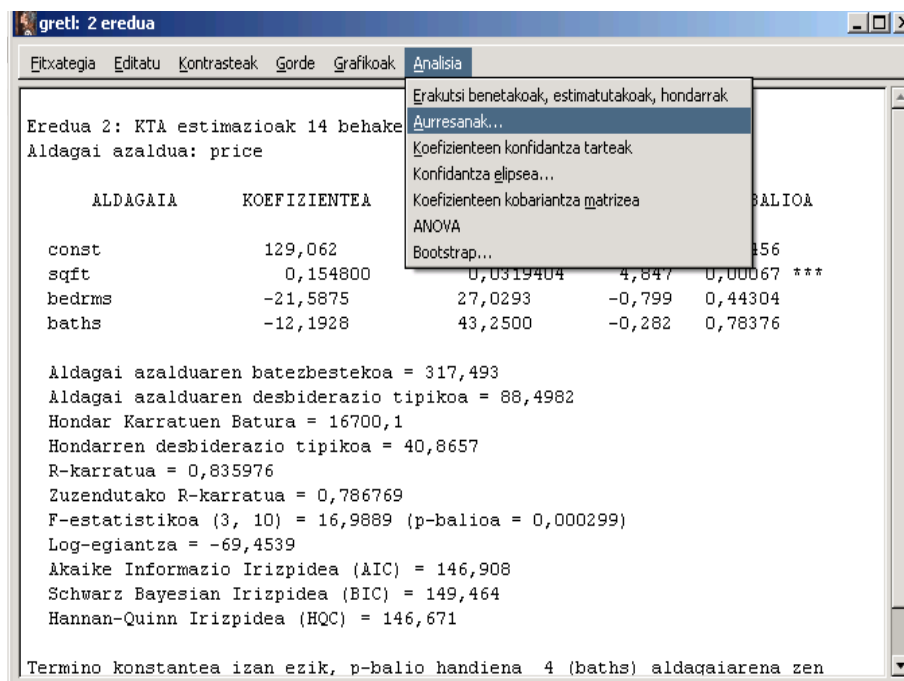 gretl: 2 eredua
Fitxategia Editatu Kontrasteak Gorde Grafikoak Analisia
Erakutsi benetakoak, estimatutakoak, hondarrak
Aurresanak...
Koefizienteen konfidantza tarteak
Konfidantza elipsea...
Koefizienteen kobariantza matrizea
ANOVA
Bootstrap...
Eredua 2: KTA estimazioak 14 behake
Aldagai azaldua: price
ALDAGAIA KOEFIZIENTEA BALIOA
const 129,062 456
sqft 0,154800 0,0319404 4,847 0,00067 ***
bedrms -21,5875 27,0293 -0,799 0,44304
baths -12,1928 43,2500 -0,282 0,78376
Aldagai azalduaren batezbestekoa = 317,493
Aldagai azalduaren desbiderazio tipikoa = 88,4982
Hondar Karratuen Batura = 16700,1
Hondarren desbiderazio tipikoa = 40,8657
R-karratua = 0,835976
Zuzendutako R-karratua = 0,786769
F-estatistikoa (3, 10) = 16,9889 (p-balioa = 0,000299)
Log-egiantza = -69,4539
Akaike Informazio Irizpidea (AIC) = 146,908
Schwarz Bayesian Irizpidea (BIC) = 149,464
Hannan-Quinn Irizpidea (HQC) = 146,671
Termino konstantea izan ezik, p-balio handiena 4 (baths) aldagaiarena zen